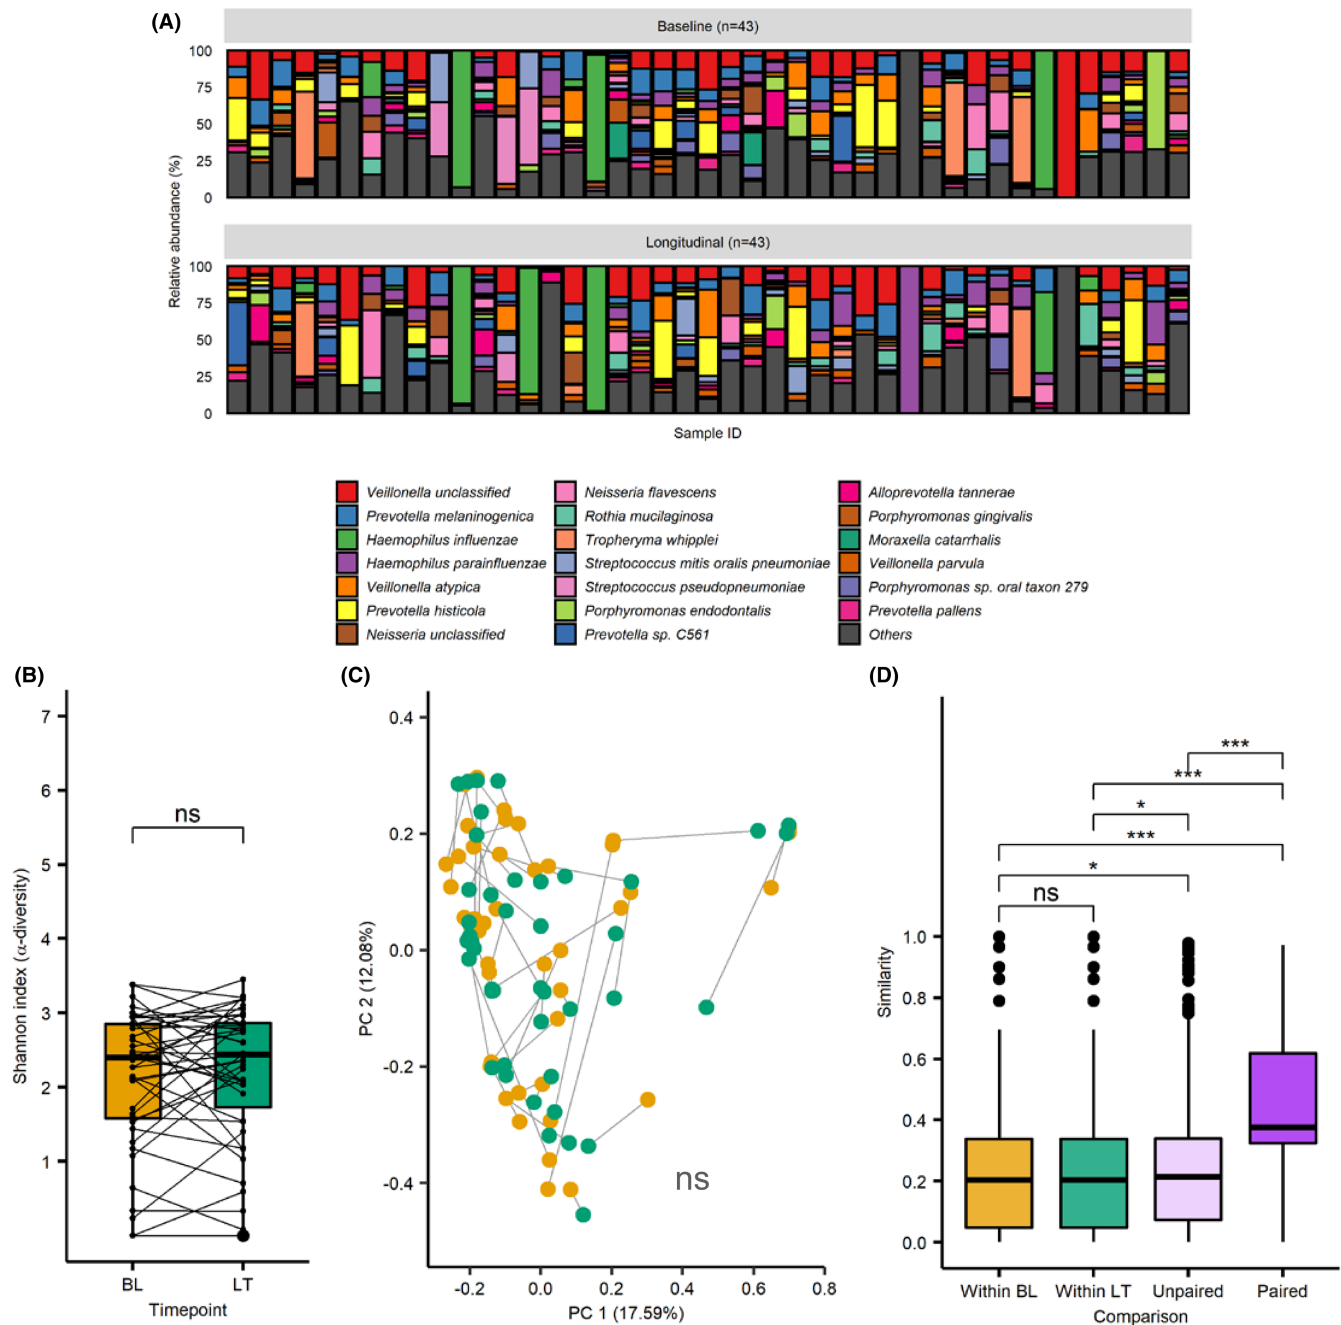 (A)
Baseline (n=43)
100
75
50
25
0
Longitudinal (n=43)
100
75
50
25
0
Relative abundance (%)
Sample ID
Veillonella unclassified
Prevotella melaninogenica
Haemophilus influenzae
Haemophilus parainfluenzae
Veillonella atypica
Prevotella histicola
Neisseria unclassified
Neisseria flavescens
Rothia mucilaginosa
Tropheryma whipplei
Streptococcus mitis oralis pneumoniae
Streptococcus pseudopneumoniae
Porphyromonas endodontalis
Prevotella sp. C561
Alloprevotella tannerae
Porphyromonas gingivalis
Moraxella catarrhalis
Veillonella parvula
Porphyromonas sp. oral taxon 279
Prevotella pallens
Others
(B)
7
6
5
4
3
2
1
Shannon index (α-diversity)
ns
BL
LT
Timepoint
(C)
0.4
0.2
0.0
-0.2
-0.4
PC 2 (12.08%)
ns
-0.2
0.0
0.2
0.4
0.6
0.8
PC 1 (17.59%)
(D)
***
***
*
***
*
ns
1.0
0.8
0.6
0.4
0.2
0.0
Similarity
Within BL
Within LT
Unpaired
Paired
Comparison